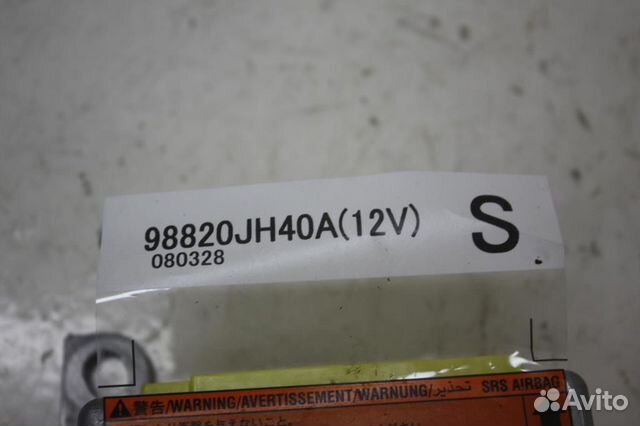 98820JH40A(12V) S
080328
警告/WARNING/AVERTISSEMENT/WARNUNG/تحذير SRS AIRBAG
Avito